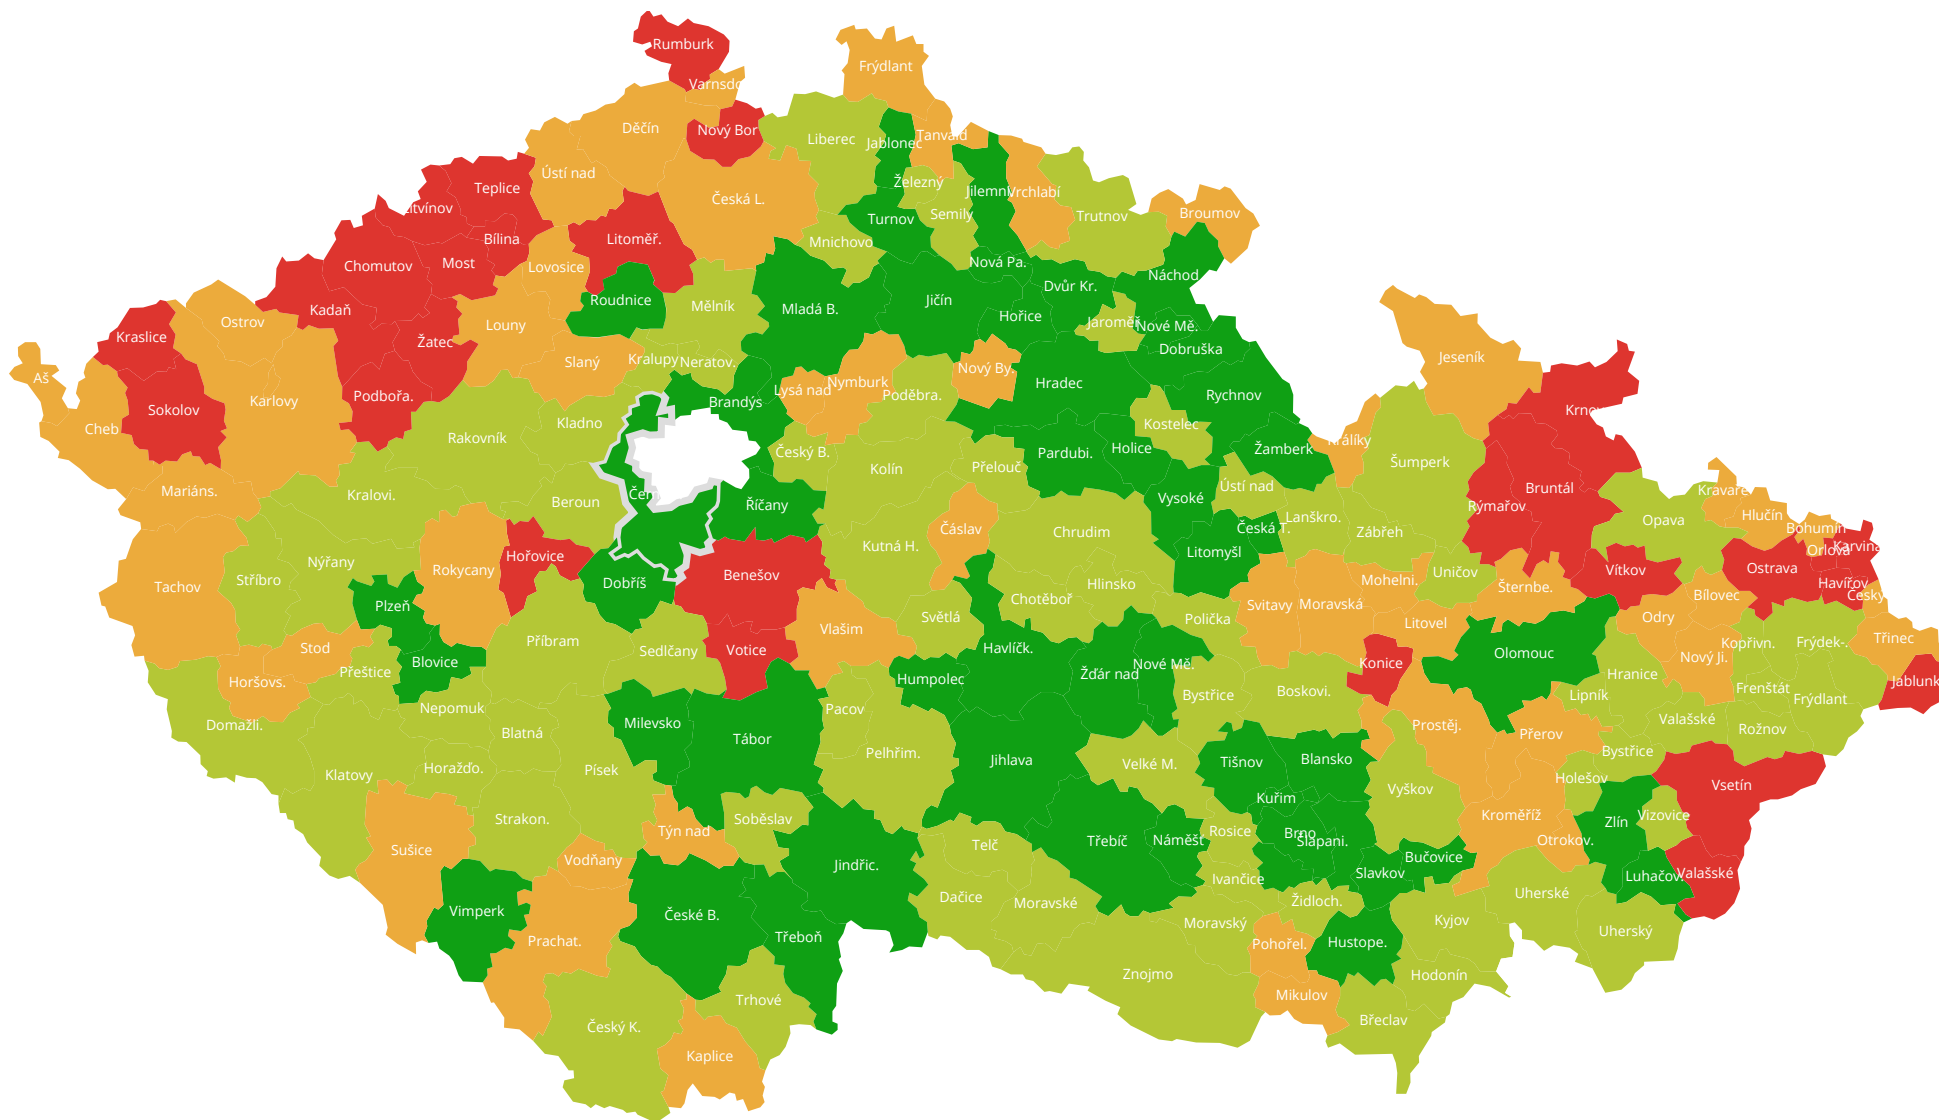 Rumburk
Frýdlant
Varnsdo
Děčín
Nový Bor
Tanvald
Liberec
Jablonec
Ústí nad
Železný
Teplice
Jilemni
Vrchlabí
Česká L.
itvínov
Semily
Broumov
Trutnov
Turnov
Bílina
Litoměř.
Mnichovo
Most
Chomutov
Lovosice
Nová Pa.
Náchod
Dvůr Kr.
Roudnice
Jičín
Mělník
Mladá B.
Kadaň
Hořice
Ostrov
Jaroměř
Nové Mě.
Louny
Kraslice
Žatec
Dobruška
Jeseník
Slaný
Kralupy
Neratov.
Nový By.
Aš
Nymburk
Hradec
Lysá nad
Poděbra.
Rychnov
Podbořa.
Karlovy
Brandýs
Sokolov
Krno
Kladno
Kostelec
Cheb
Rakovník
Králíky
Holice
Žamberk
Český B.
Pardubi.
Šumperk
Kolín
Přelouč
Ústí nad
Bruntál
Mariáns.
Kralovi.
Čer
Kravaře
Vysoké
Beroun
Říčany
Rýmařov
Hlučín
Lanškro.
Opava
Bohumín
Čáslav
Česká T.
Chrudim
Zábřeh
Kutná H.
Karviná
Orlová
Litomyšl
Hořovice
Nýřany
Ostrava
Rokycany
Vítkov
Uničov
Benešov
Stříbro
Mohelni.
Dobříš
Hlinsko
Havířov
Tachov
Šternbe.
Bílovec
Český
Chotěboř
Plzeň
Svitavy
Moravská
Světlá
Odry
Polička
Litovel
Vlašim
Třinec
Příbram
Frýdek-.
Kopřivn.
Stod
Havlíčk.
Votice
Sedlčany
Olomouc
Nový Ji.
Blovice
Konice
Nové Mě.
Přeštice
Žďár nad
Hranice
Humpolec
Jablunk
Horšovs.
Frenštát
Boskovi.
Bystřice
Lipník
Frýdlant
Nepomuk
Pacov
Valašské
Milevsko
Domažli.
Prostěj.
Rožnov
Blatná
Přerov
Tábor
Bystřice
Pelhřim.
Blansko
Jihlava
Tišnov
Velké M.
Horažďo.
Písek
Klatovy
Holešov
Vsetín
Vyškov
Kuřim
Vizovice
Kroměříž
Strakon.
Soběslav
Zlín
Týn nad
Rosice
Brno
Šlapani.
Třebíč
Náměšť
Otrokov.
Telč
Sušice
Bučovice
Vodňany
Jindřic.
Slavkov
Valašské
Luhačov.
Ivančice
Uherské
Dačice
Židloch.
Moravské
Vimperk
České B.
Kyjov
Moravský
Uherský
Třeboň
Prachat.
Hustope.
Pohořel.
Znojmo
Hodonín
Mikulov
Trhové
Břeclav
Český K.
Kaplice